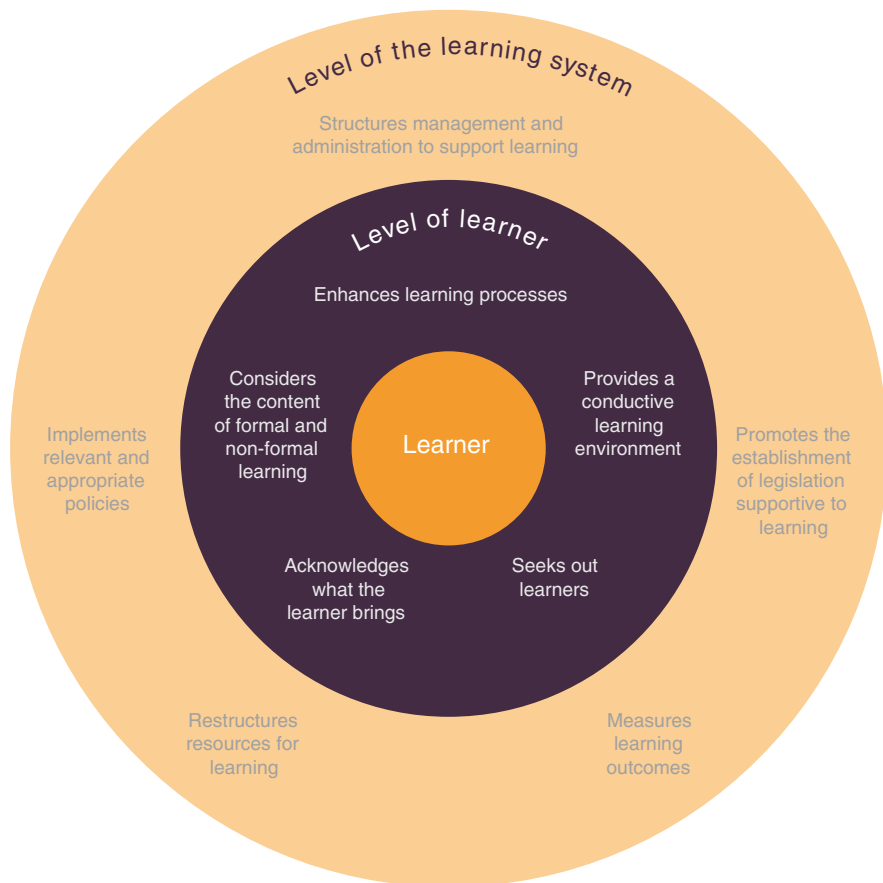 Level of the learning system
Structures management and
administration to support learning
Level of learner
Enhances learning processes
Considers
the content
of formal and
non-formal
learning
Provides a
conductive
learning
environment
Learner
Implements
relevant and
appropriate
policies
Promotes the
establishment
of legislation
supportive to
learning
Acknowledges
what the
learner brings
Seeks out
learners
Restructures
resources for
learning
Measures
learning
outcomes